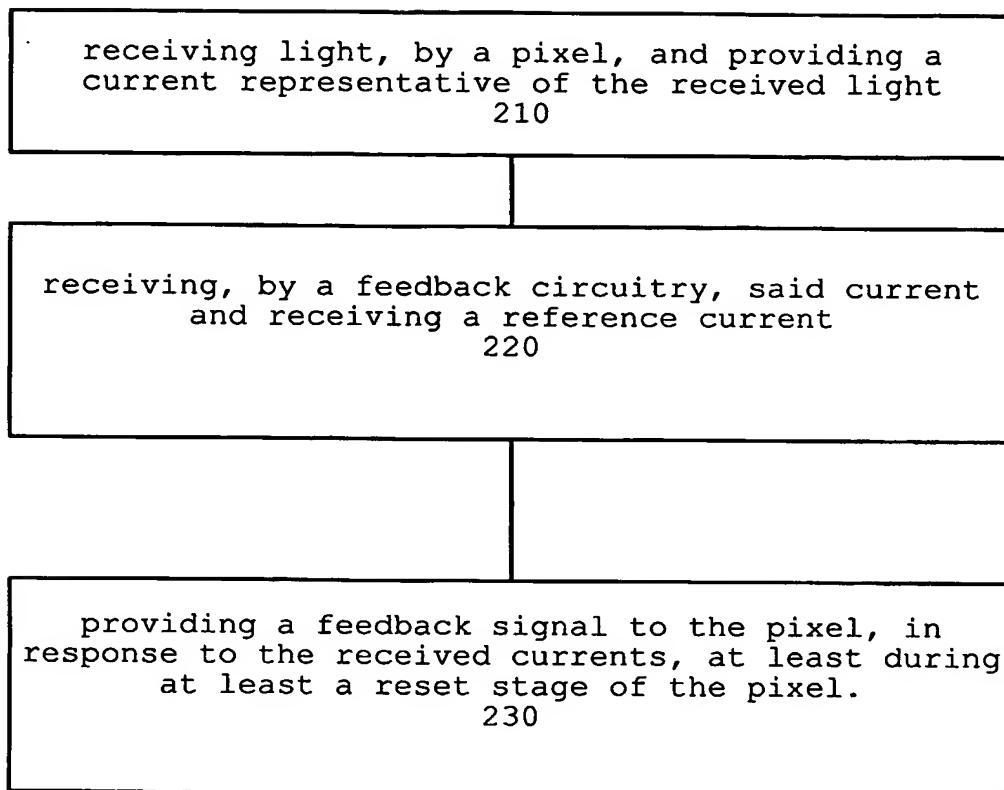 receiving light, by a pixel, and providing a
current representative of the received light
210
receiving, by a feedback circuitry, said current
and receiving a reference current
220
providing a feedback signal to the pixel, in
response to the received currents, at least during
at least a reset stage of the pixel.
230